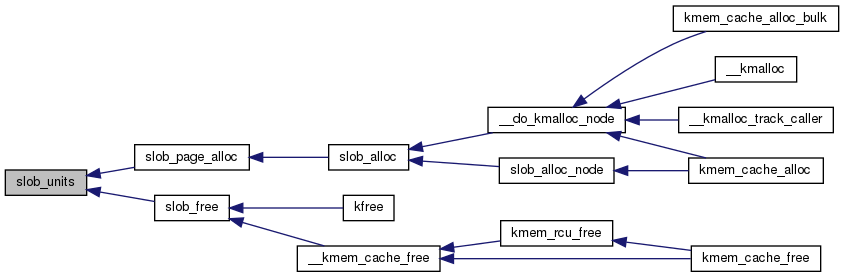 kmem_cache_alloc_bulk
__kmalloc
__do_kmalloc_node
__kmalloc_track_caller
slob_page_alloc
slob_alloc
slob_alloc_node
kmem_cache_alloc
slob_units
slob_free
kfree
kmem_rcu_free
__kmem_cache_free
kmem_cache_free